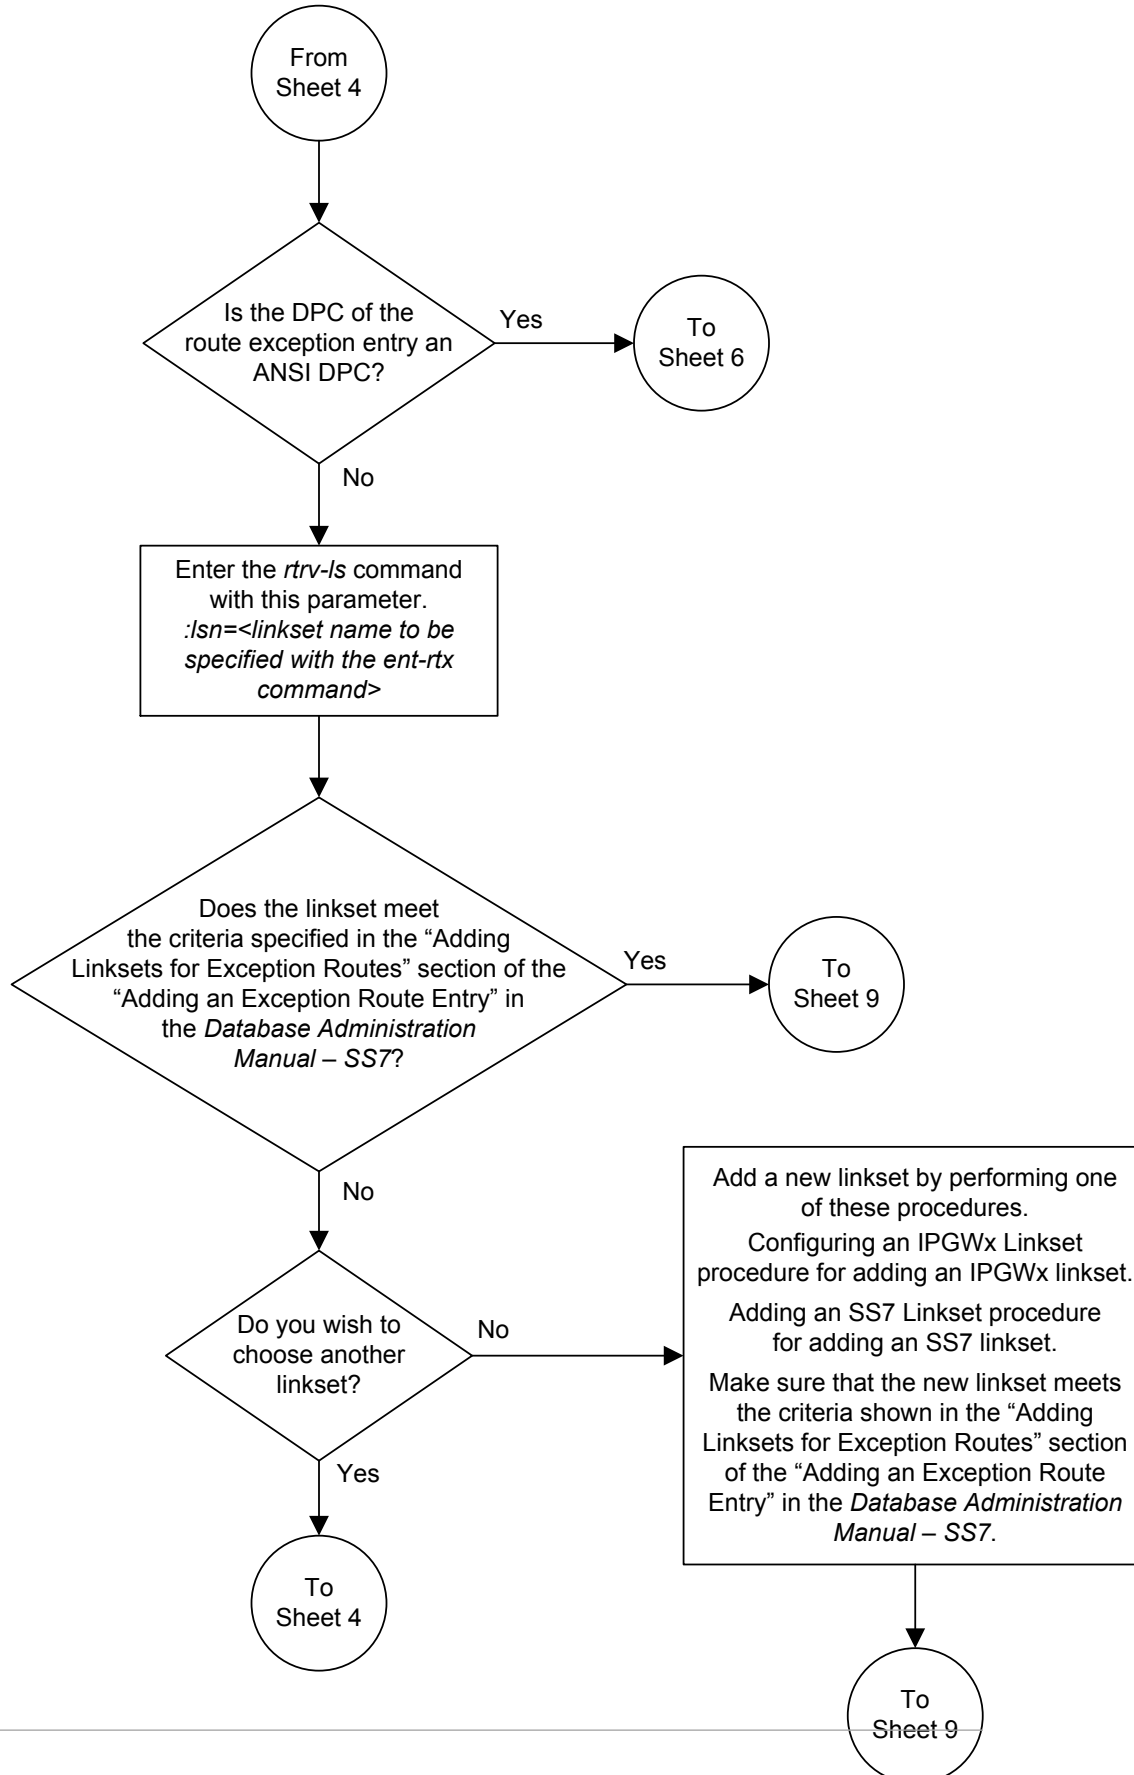 From
Sheet 4
Is the DPC of the
route exception entry an
ANSI DPC?
Yes
To
Sheet 6
No
Enter the rtrv-ls command
with this parameter.
:lsn=<linkset name to be
specified with the ent-rtx
command>
Does the linkset meet
the criteria specified in the “Adding
Linksets for Exception Routes” section of the
“Adding an Exception Route Entry” in
the Database Administration
Manual – SS7?
Yes
To
Sheet 9
No
Do you wish to
choose another
linkset?
No
Add a new linkset by performing one
of these procedures.
Configuring an IPGWx Linkset
procedure for adding an IPGWx linkset.
Adding an SS7 Linkset procedure
for adding an SS7 linkset.
Make sure that the new linkset meets
the criteria shown in the “Adding
Linksets for Exception Routes” section
of the “Adding an Exception Route
Entry” in the Database Administration
Manual – SS7.
Yes
To
Sheet 4
To
Sheet 9